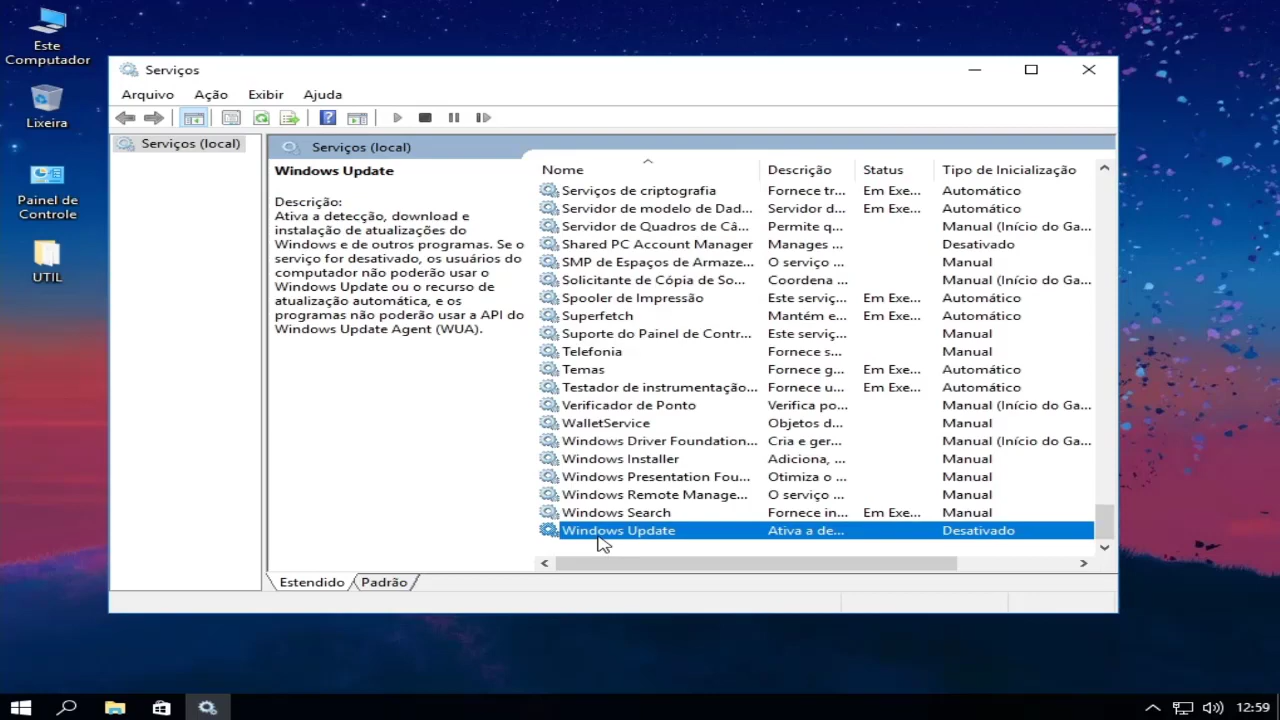 Este
Computador
Lixeira
Painel de
Controle
UTIL
Serviços
Arquivo Ação Exibir Ajuda
Serviços (local)
Serviços (local)
Windows Update
Descrição:
Ativa a detecção, download e
instalação de atualizações do
Windows e de outros programas. Se o
serviço for desativado, os usuários do
computador não poderão usar o
Windows Update ou o recurso de
atualização automática, e os
programas não poderão usar a API do
Windows Update Agent (WUA).
Nome Descrição Status Tipo de Inicialização
Serviços de criptografia Fornece tr... Em Exe... Automático
Servidor de modelo de Dad... Servidor d... Em Exe... Automático
Servidor de Quadros de Câ... Permite q... Manual (Início do Ga...
Shared PC Account Manager Manages ... Desativado
SMP de Espaços de Armaze... O serviço ... Manual
Solicitante de Cópia de So... Coordena ... Manual (Início do Ga...
Spooler de Impressão Este serviç... Em Exe... Automático
Superfetch Mantém e... Em Exe... Automático
Suporte do Painel de Contr... Este serviç... Manual
Telefonia Fornece s... Manual
Temas Fornece g... Em Exe... Automático
Testador de instrumentação... Fornece u... Em Exe... Automático
Verificador de Ponto Verifica po... Manual (Início do Ga...
WalletService Objetos d... Manual
Windows Driver Foundation... Cria e ger... Manual (Início do Ga...
Windows Installer Adiciona, ... Manual
Windows Presentation Fou... Otimiza o ... Manual
Windows Remote Manage... O serviço ... Manual
Windows Search Fornece in... Em Exe... Manual
Windows Update Ativa a de... Desativado
Estendido Padrão
12:59